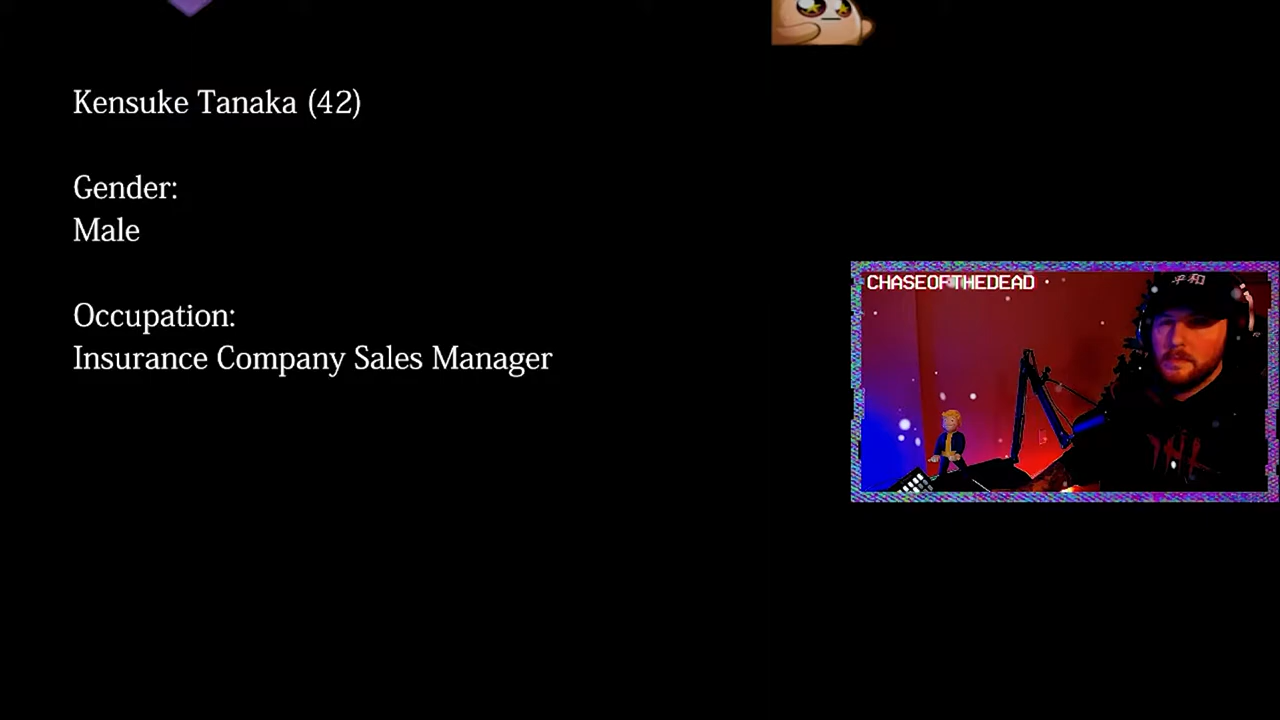 Kensuke Tanaka (42)
Gender:
Male
Occupation:
Insurance Company Sales Manager
CHASEOFTHEDEAD